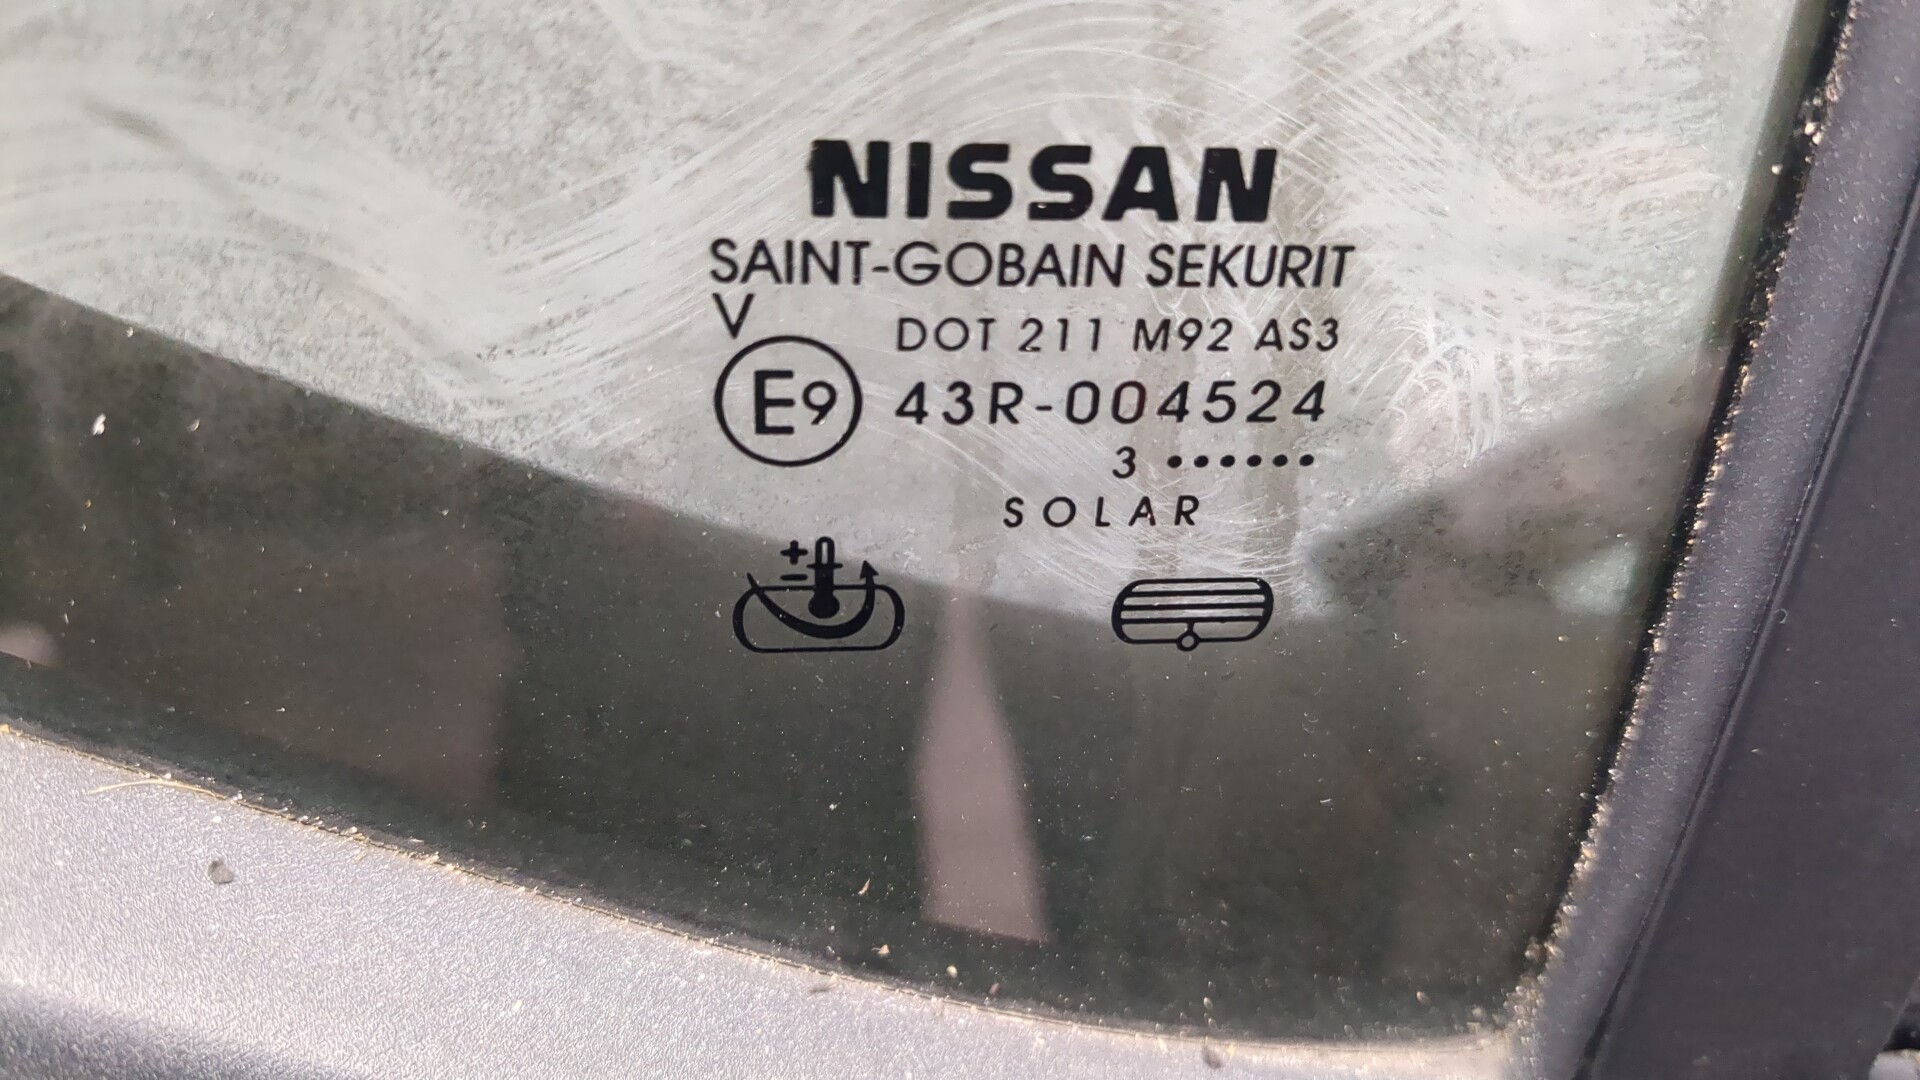 NISSAN
SAINT-GOBAIN SEKURIT
V
DOT 211 M92 AS3
E9 43R-004524
3 ••••••
SOLAR